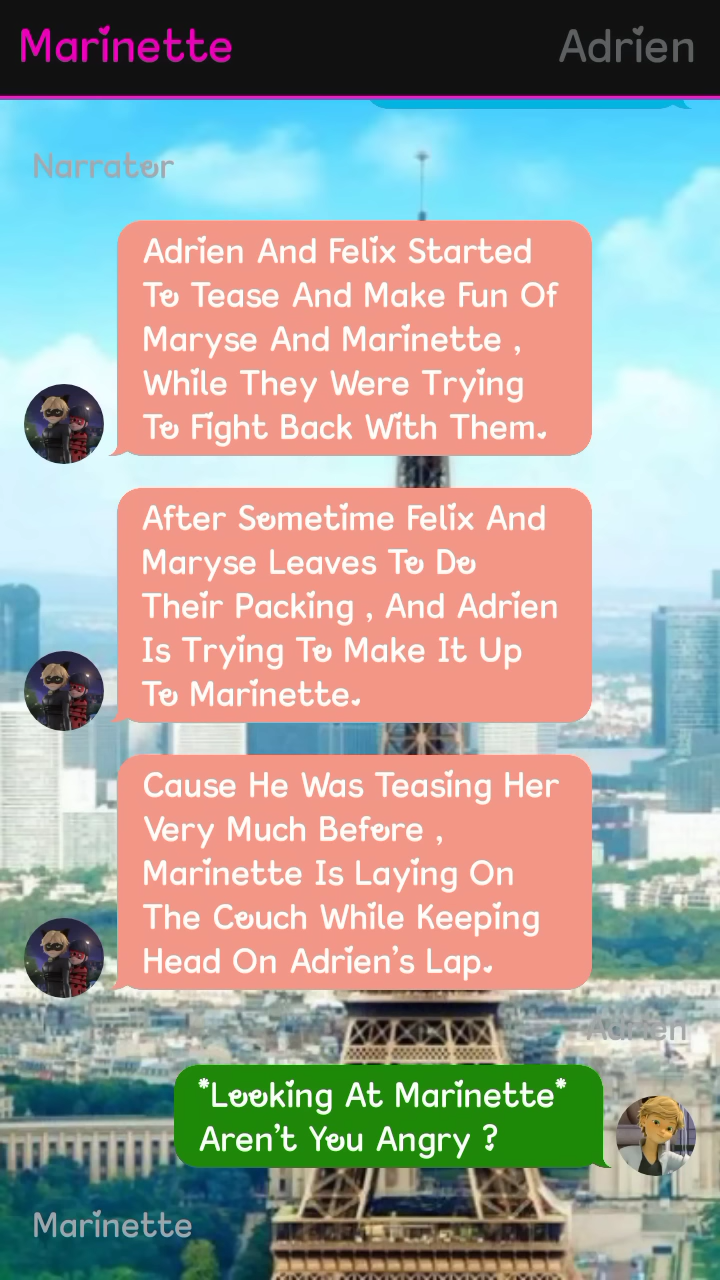 Marinette
Adrien
Narrator
Adrien And Felix Started
To Tease And Make Fun Of
Maryse And Marinette ,
While They Were Trying
To Fight Back With Them.
After Sometime Felix And
Maryse Leaves To Do
Their Packing , And Adrien
Is Trying To Make It Up
To Marinette.
Cause He Was Teasing Her
Very Much Before ,
Marinette Is Laying On
The Couch While Keeping
Head On Adrien's Lap.
Adrien
*Looking At Marinette*
Aren't You Angry ?
Marinette